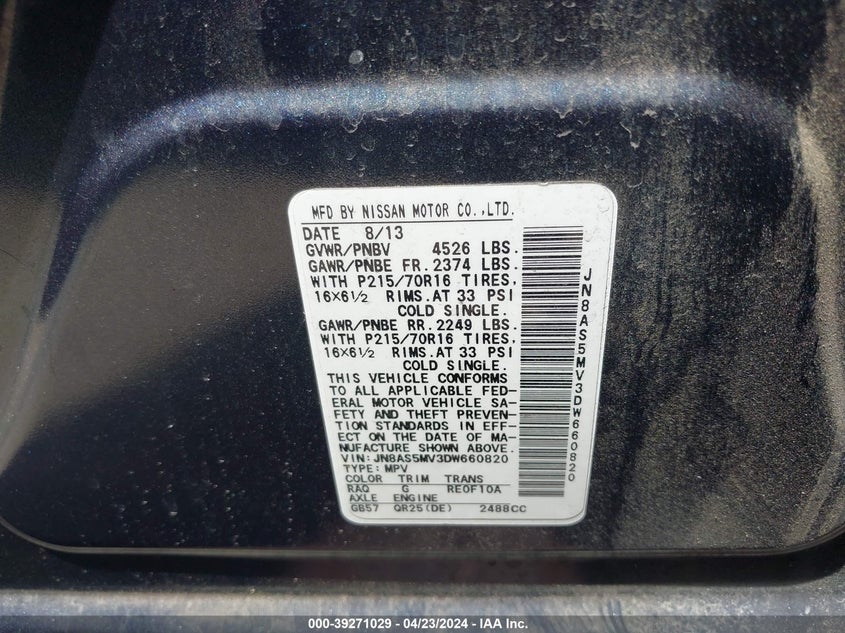 MFD BY NISSAN MOTOR CO.,LTD.
DATE 8/13
GVWR/PNBV 4526 LBS.
GAWR/PNBE FR. 2374 LBS.
WITH P215/70R16 TIRES,
16×6½ RIMS.AT 33 PSI
COLD SINGLE.
GAWR/PNBE RR. 2249 LBS.
WITH P215/70R16 TIRES,
16×6½ RIMS.AT 33 PSI
COLD SINGLE.
THIS VEHICLE CONFORMS
TO ALL APPLICABLE FED-
ERAL MOTOR VEHICLE SA-
FETY AND THEFT PREVEN-
TION STANDARDS IN EFF-
ECT ON THE DATE OF MA-
NUFACTURE SHOWN ABOVE.
VIN: JN8AS5MV3DW660820
TYPE: MPV
COLOR TRIM TRANS
RAQ G RE0F10A
AXLE ENGINE
GB57 QR25(DE) 2488CC
JN8AS5MV3DW660820
000-39271029 - 04/23/2024 - IAA Inc.